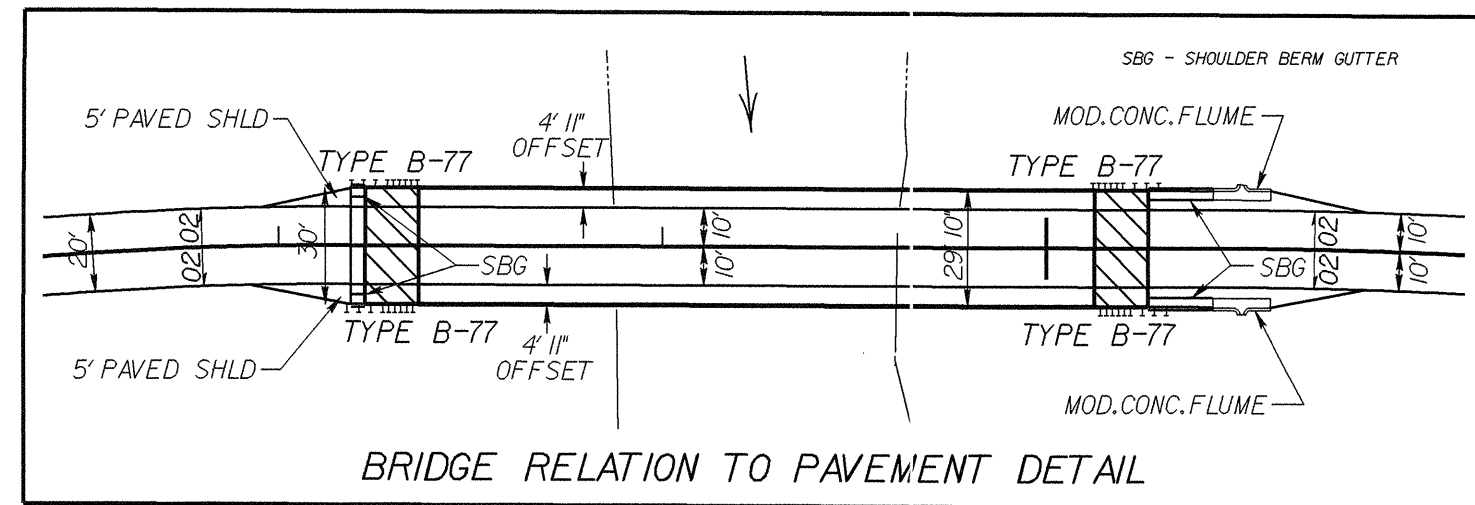 SBG - SHOULDER BERM GUTTER
5' PAVED SHLD
4' 11"
OFFSET
MOD.CONC.FLUME
TYPE B-77
TYPE B-77
20'
02 02
30'
10'
10'
29' 10"
02 02
10'
10'
SBG
SBG
TYPE B-77
TYPE B-77
4' 11"
OFFSET
5' PAVED SHLD
MOD.CONC.FLUME
BRIDGE RELATION TO PAVEMENT DETAIL